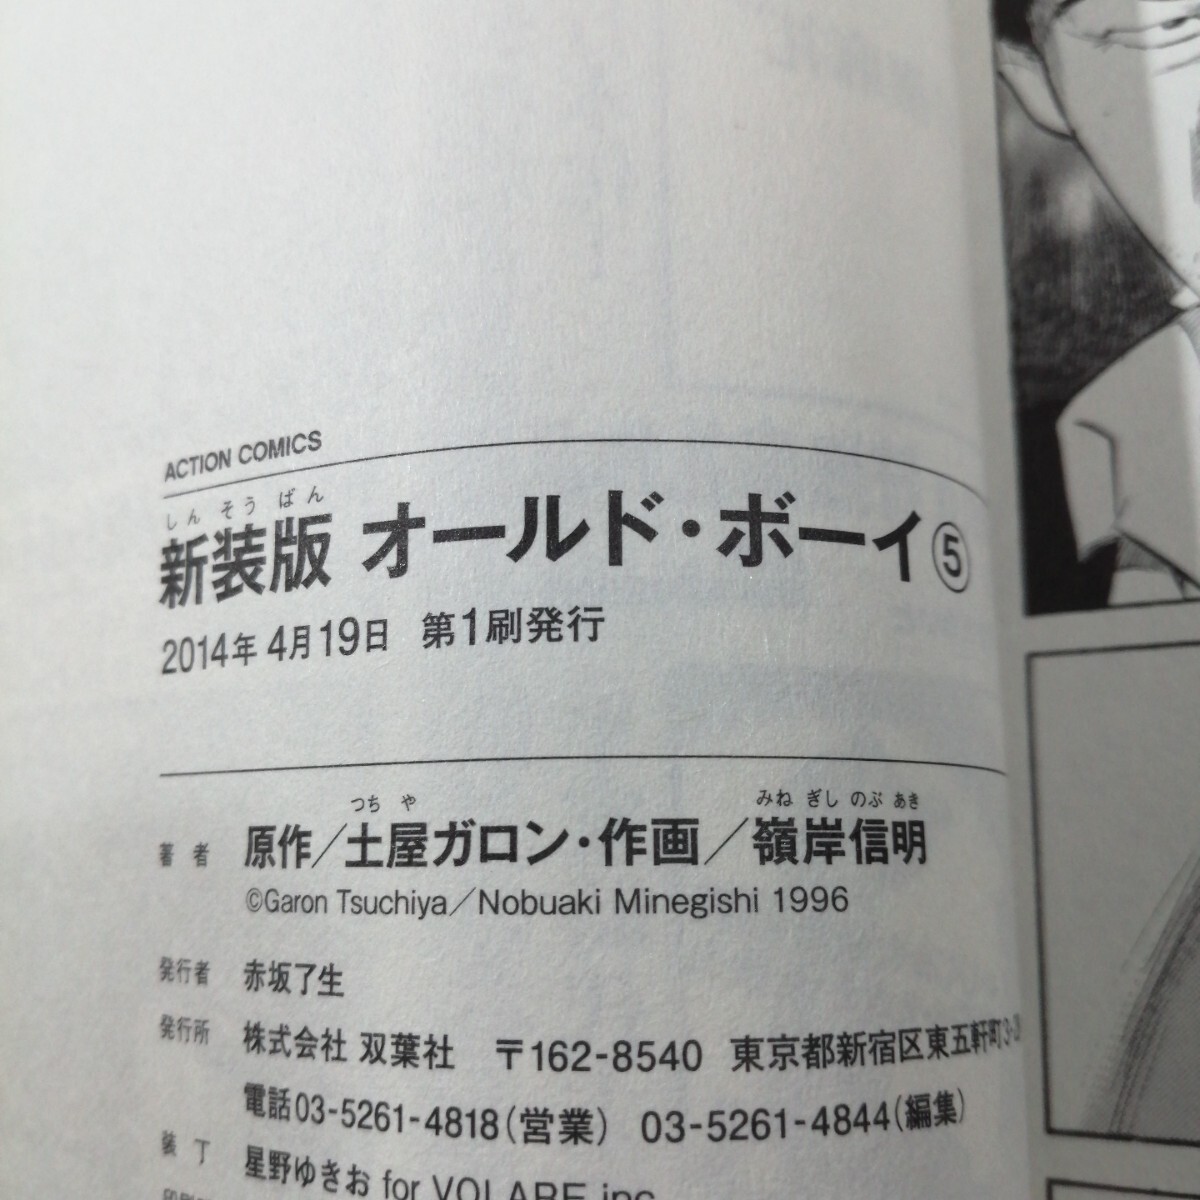 ACTION COMICS
しんそうばん
新装版 オールド・ボーイ⑤
2014年4月19日 第1刷発行
つちや みねぎしのぶあき
著者 原作／土屋ガロン・作画／嶺岸信明
©Garon Tsuchiya／Nobuaki Minegishi 1996
発行者 赤坂了生
発行所 株式会社 双葉社 〒162-8540 東京都新宿区東五軒町3-
電話03-5261-4818(営業) 03-5261-4844(編集)
装丁 星野ゆきお for VOLARE inc.